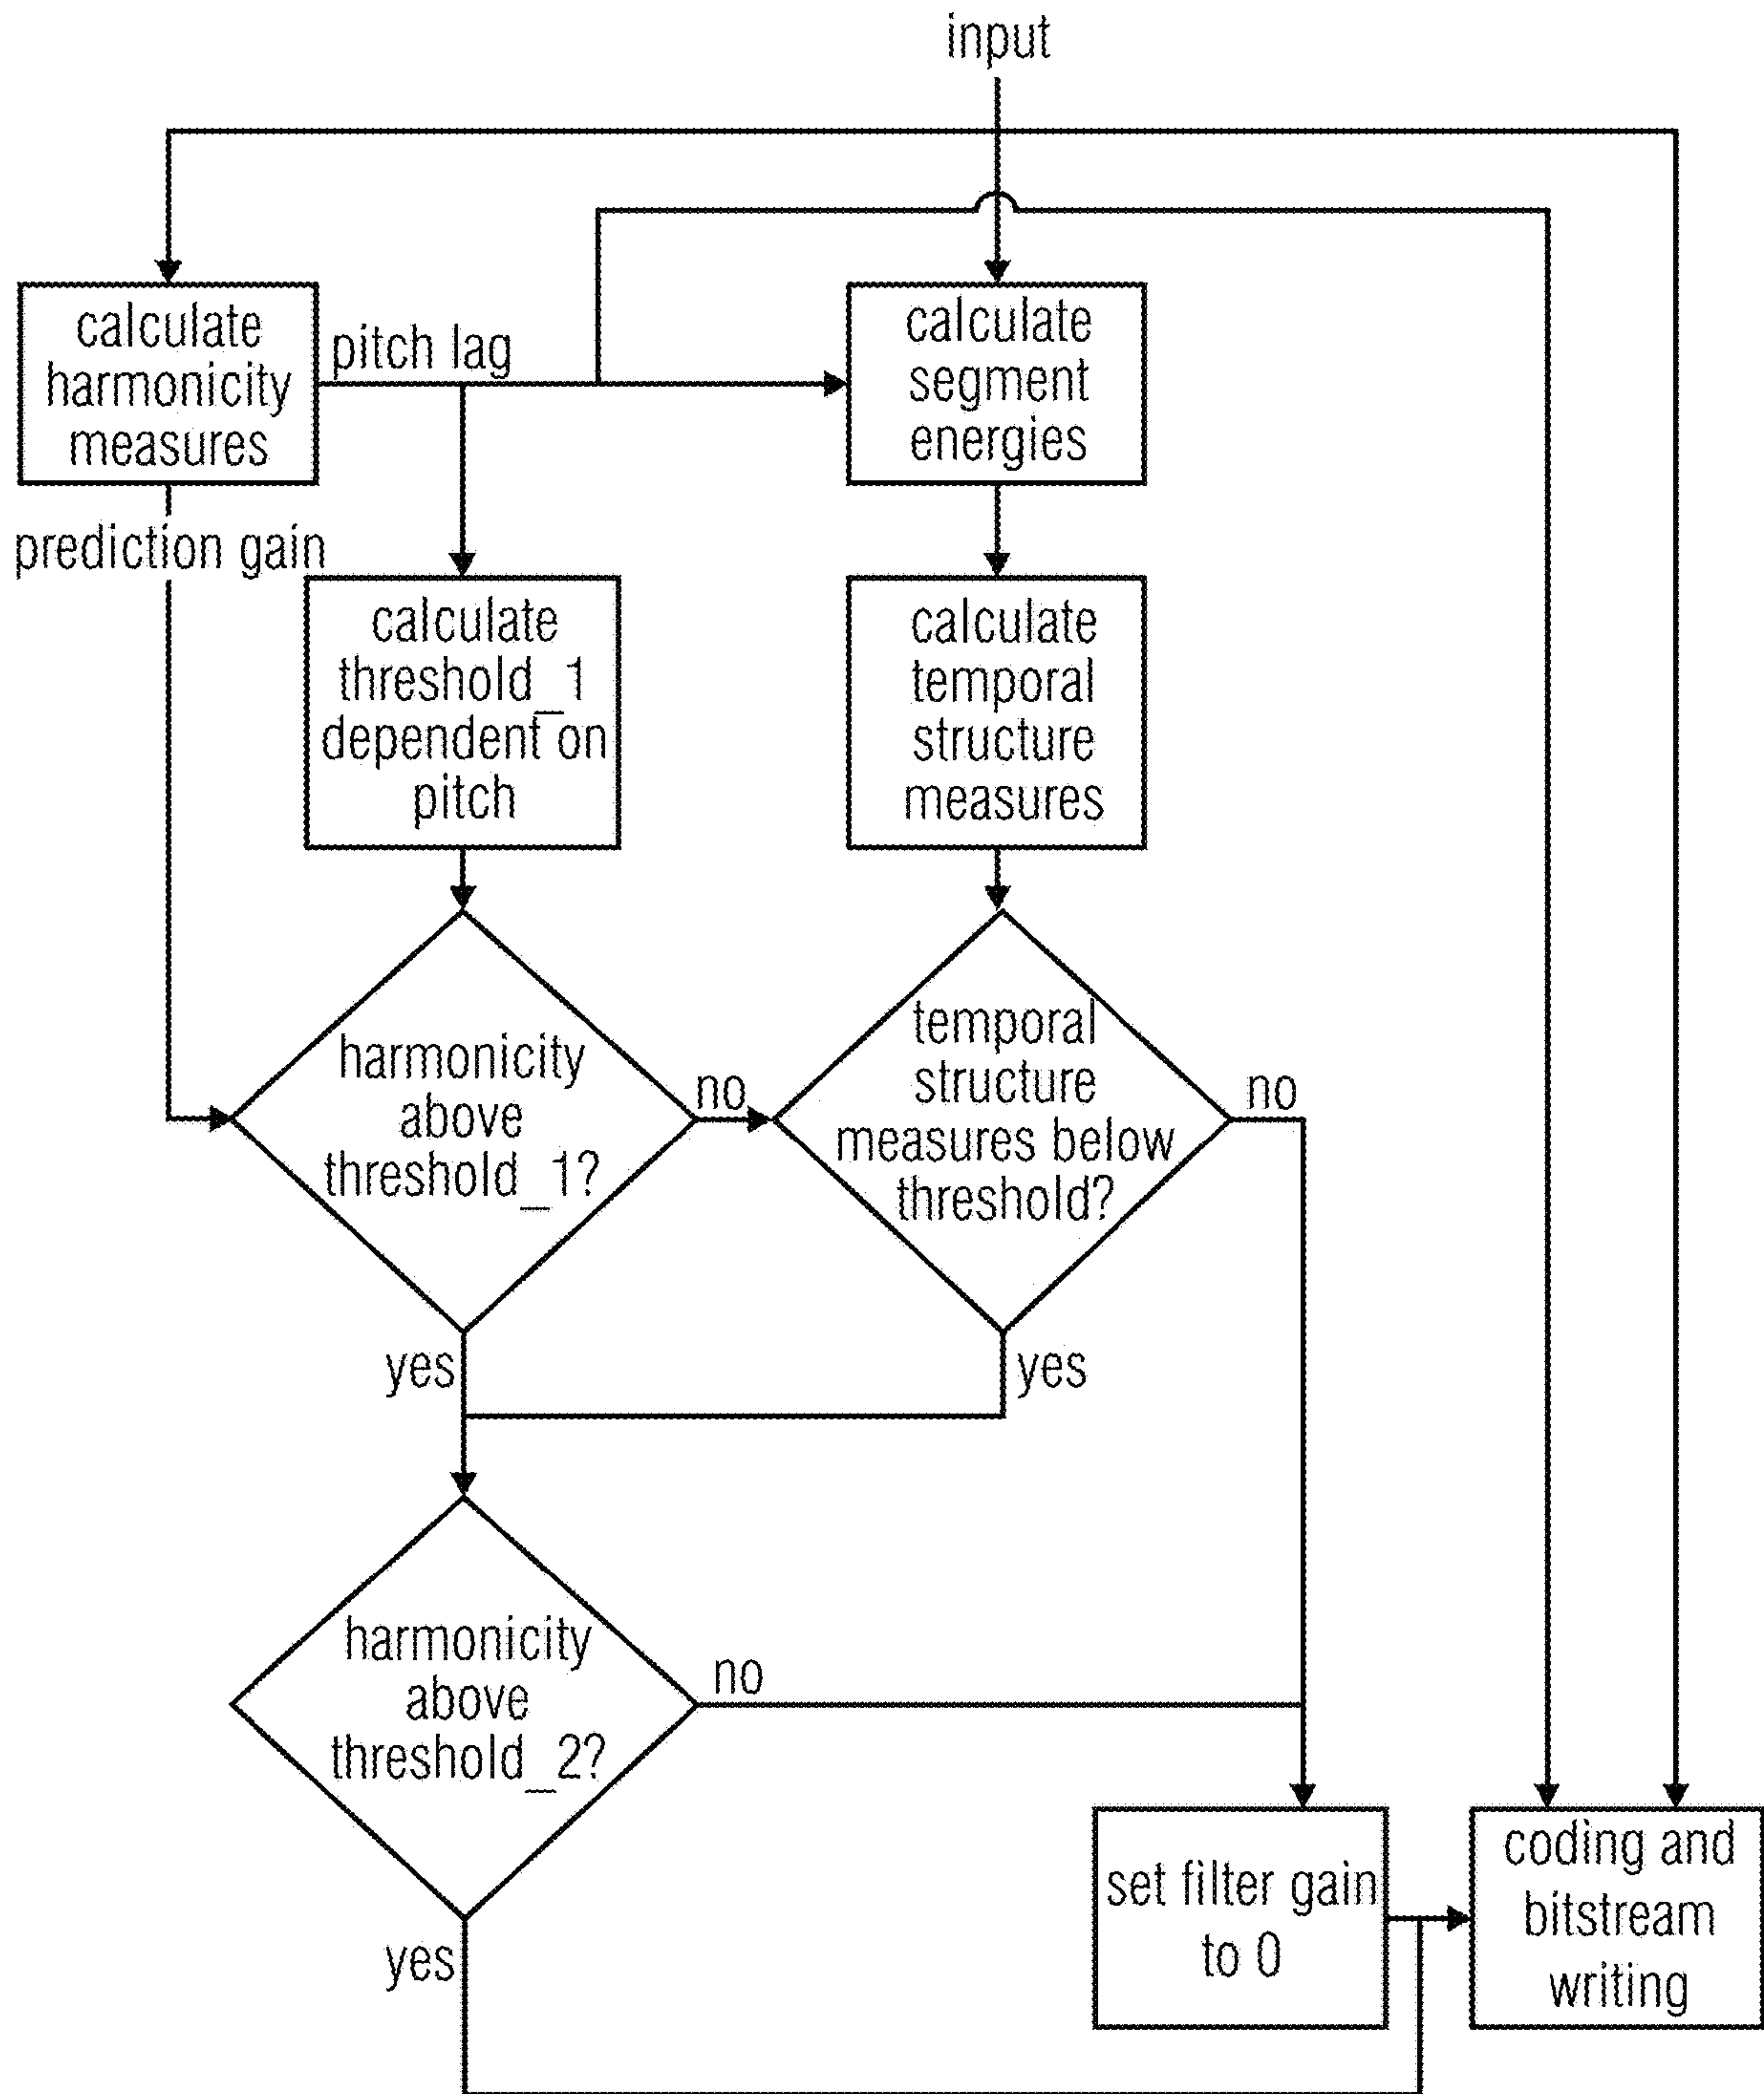 input
calculate
harmonicity
measures
pitch lag
calculate
segment
energies
prediction gain
calculate
threshold_1
dependent on
pitch
calculate
temporal
structure
measures
harmonicity
above
threshold_1?
no
temporal
structure
measures below
threshold?
no
yes
yes
harmonicity
above
threshold_2?
no
set filter gain
to 0
coding and
bitstream
writing
yes